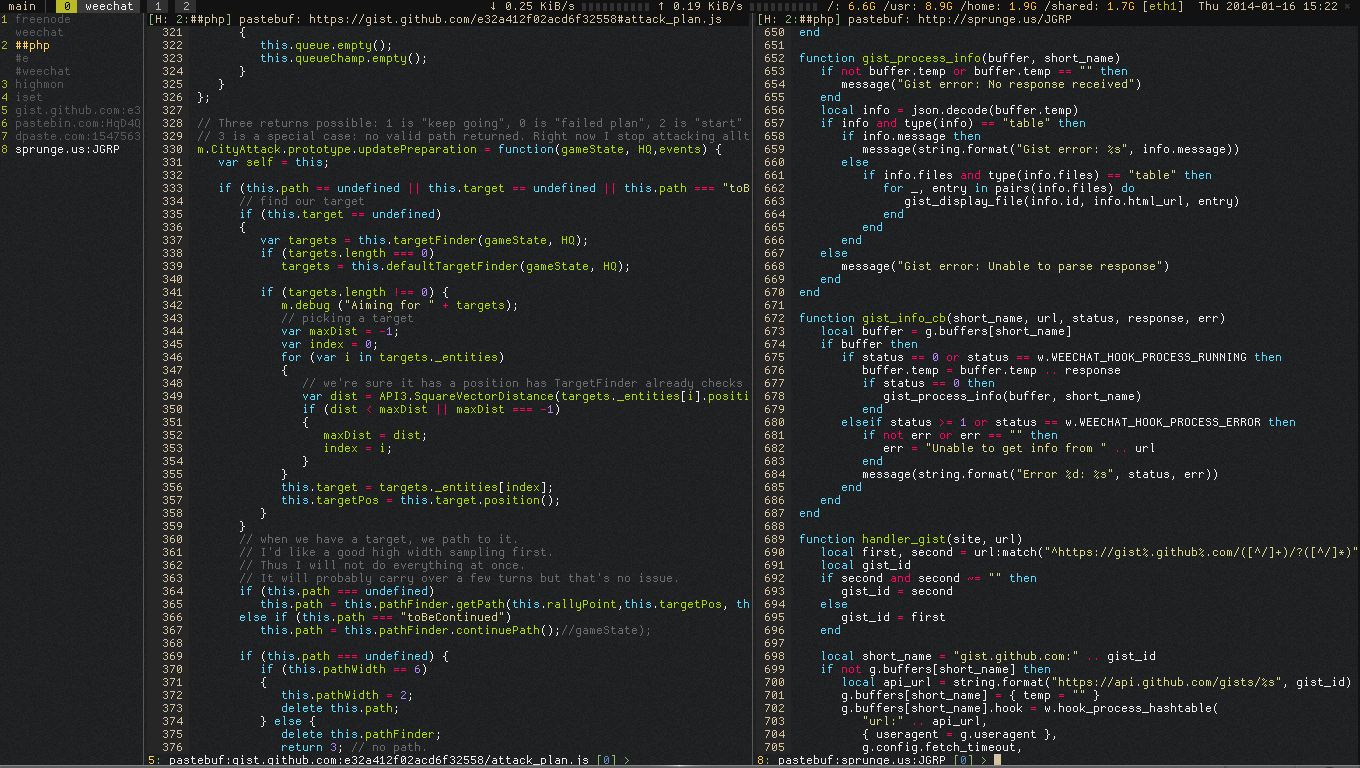 main 0 weechat 1 2 ↓ 0.25 KiB/s ↑ 0.19 KiB/s /: 6.6G /usr: 8.9G /home: 1.9G /shared: 1.7G [eth1] Thu 2014-01-16 15:22
1 freenode
weechat
2 ##php
#e
#weechat
3 highmon
4 iset
5 gist.github.com:e3
6 pastebin.com:HqD4Q
7 dpaste.com:1547563
8 sprunge.us:JGRP
[H: 2:##php] pastebuf: https://gist.github.com/e32a412f02acd6f32558#attack_plan.js
321 {
322 this.queue.empty();
323 this.queueChamp.empty();
324 }
325 }
326 };
327
328 // Three returns possible: 1 is "keep going", 0 is "failed plan", 2 is "start"
329 // 3 is a special case: no valid path returned. Right now I stop attacking allt
330 m.CityAttack.prototype.updatePreparation = function(gameState, HQ,events) {
331 var self = this;
332
333 if (this.path == undefined || this.target == undefined || this.path === "toB
334 // find our target
335 if (this.target == undefined)
336 {
337 var targets = this.targetFinder(gameState, HQ);
338 if (targets.length === 0)
339 targets = this.defaultTargetFinder(gameState, HQ);
340
341 if (targets.length !== 0) {
342 m.debug ("Aiming for " + targets);
343 // picking a target
344 var maxDist = -1;
345 var index = 0;
346 for (var i in targets._entities)
347 {
348 // we're sure it has a position has TargetFinder already checks
349 var dist = API3.SquareVectorDistance(targets._entities[i].positi
350 if (dist < maxDist || maxDist === -1)
351 {
352 maxDist = dist;
353 index = i;
354 }
355 }
356 this.target = targets._entities[index];
357 this.targetPos = this.target.position();
358 }
359 }
360 // when we have a target, we path to it.
361 // I'd like a good high width sampling first.
362 // Thus I will not do everything at once.
363 // It will probably carry over a few turns but that's no issue.
364 if (this.path === undefined)
365 this.path = this.pathFinder.getPath(this.rallyPoint,this.targetPos, th
366 else if (this.path === "toBeContinued")
367 this.path = this.pathFinder.continuePath();//gameState);
368
369 if (this.path === undefined) {
370 if (this.pathWidth == 6)
371 {
372 this.pathWidth = 2;
373 delete this.path;
374 } else {
375 delete this.pathFinder;
376 return 3; // no path.
5: pastebuf:gist.github.com:e32a412f02acd6f32558/attack_plan.js [0] >
[H: 2:##php] pastebuf: http://sprunge.us/JGRP
650 end
651
652 function gist_process_info(buffer, short_name)
653 if not buffer.temp or buffer.temp == "" then
654 message("Gist error: No response received")
655 end
656 local info = json.decode(buffer.temp)
657 if info and type(info) == "table" then
658 if info.message then
659 message(string.format("Gist error: %s", info.message))
660 else
661 if info.files and type(info.files) == "table" then
662 for _, entry in pairs(info.files) do
663 gist_display_file(info.id, info.html_url, entry)
664 end
665 end
666 end
667 else
668 message("Gist error: Unable to parse response")
669 end
670 end
671
672 function gist_info_cb(short_name, url, status, response, err)
673 local buffer = g.buffers[short_name]
674 if buffer then
675 if status == 0 or status == w.WEECHAT_HOOK_PROCESS_RUNNING then
676 buffer.temp = buffer.temp .. response
677 if status == 0 then
678 gist_process_info(buffer, short_name)
679 end
680 elseif status >= 1 or status == w.WEECHAT_HOOK_PROCESS_ERROR then
681 if not err or err == "" then
682 err = "Unable to get info from " .. url
683 end
684 message(string.format("Error %d: %s", status, err))
685 end
686 end
687 end
688
689 function handler_gist(site, url)
690 local first, second = url:match("^https://gist%.github%.com/([^/]+)/?([^/]*)"
691 local gist_id
692 if second and second ~= "" then
693 gist_id = second
694 else
695 gist_id = first
696 end
697
698 local short_name = "gist.github.com:" .. gist_id
699 if not g.buffers[short_name] then
700 local api_url = string.format("https://api.github.com/gists/%s", gist_id)
701 g.buffers[short_name] = { temp = "" }
702 g.buffers[short_name].hook = w.hook_process_hashtable(
703 "url:" .. api_url,
704 { useragent = g.useragent },
705 g.config.fetch_timeout,
8: pastebuf:sprunge.us:JGRP [0] >